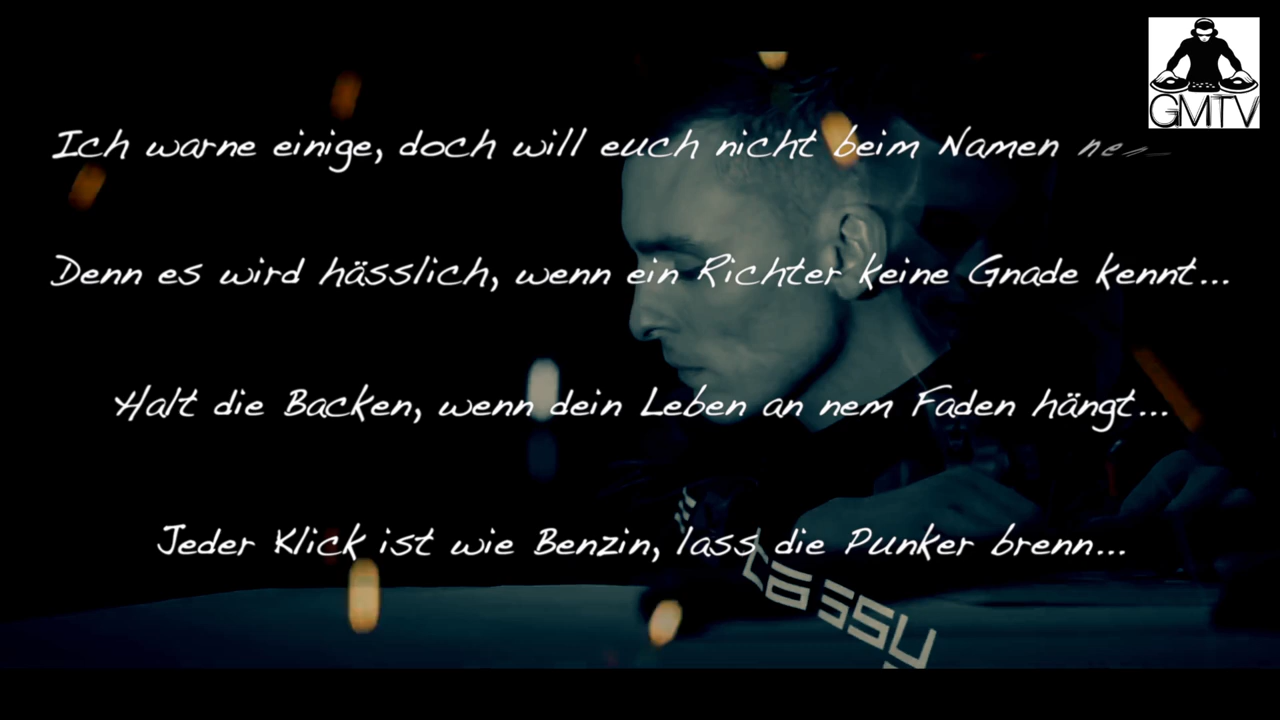 GMTV
Ich warne einige, doch will euch nicht beim Namen
Denn es wird hässlich, wenn ein Richter keine Gnade kennt...
Halt die Backen, wenn dein Leben an nem Faden hängt...
Jeder Klick ist wie Benzin, lass die Punker brenn...